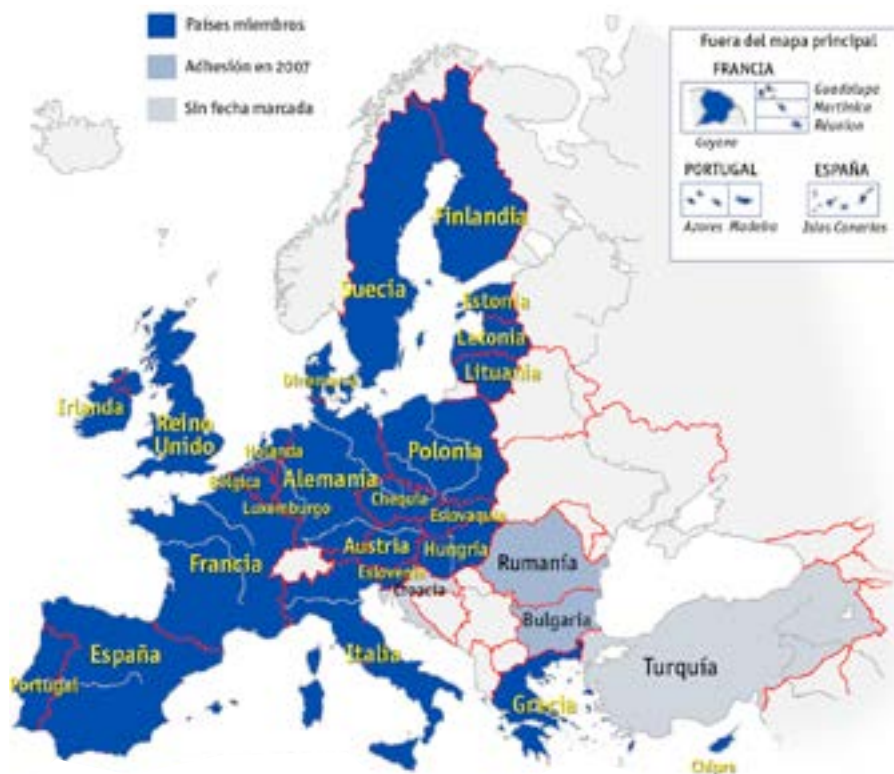 Países miembros
Adhesión en 2007
Sin fecha marcada
Fuera del mapa principal
FRANCIA
Guadalupe
Martinica
Réunion
Guyana
PORTUGAL
ESPAÑA
Azores
Madeira
Islas Canarias
Finlandia
Suecia
Estonia
Letonia
Lituania
Dinamarca
Irlanda
Reino
Unido
Holanda
Polonia
Bélgica
Alemania
Chequia
Luxemburgo
Eslovaquia
Austria
Hungría
Francia
Rumanía
Eslovenia
Croacia
Bulgaria
España
Italia
Turquía
Portugal
Grecia
Chipre